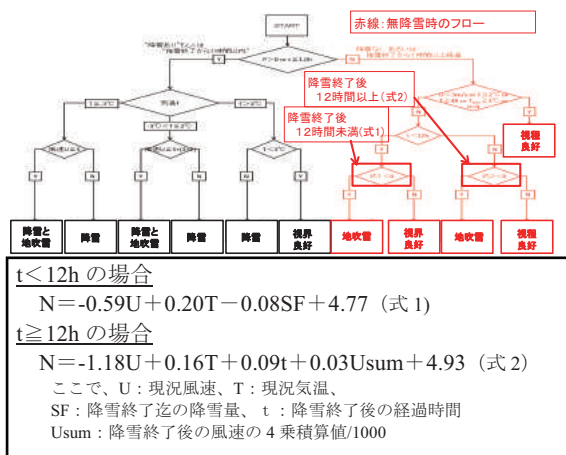 START
赤線：無降雪時のフロー
Y
N
降雪終了後
12時間以上(式2)
降雪終了後
12時間未満(式1)
視程
良好
Y
N
Y
N
Y
N
Y
N
Y
N
降雪と
地吹雪
降雪
降雪と
地吹雪
降雪
視界
良好
地吹雪
視界
良好
地吹雪
視程
良好
t＜12h の場合
N＝-0.59U＋0.20T－0.08SF＋4.77（式 1)
t≧12h の場合
N＝-1.18U＋0.16T＋0.09t＋0.03Usum＋4.93（式 2）
ここで、U：現況風速、T：現況気温、
SF：降雪終了迄の降雪量、ｔ：降雪終了後の経過時間
Usum：降雪終了後の風速の 4 乗積算値/1000